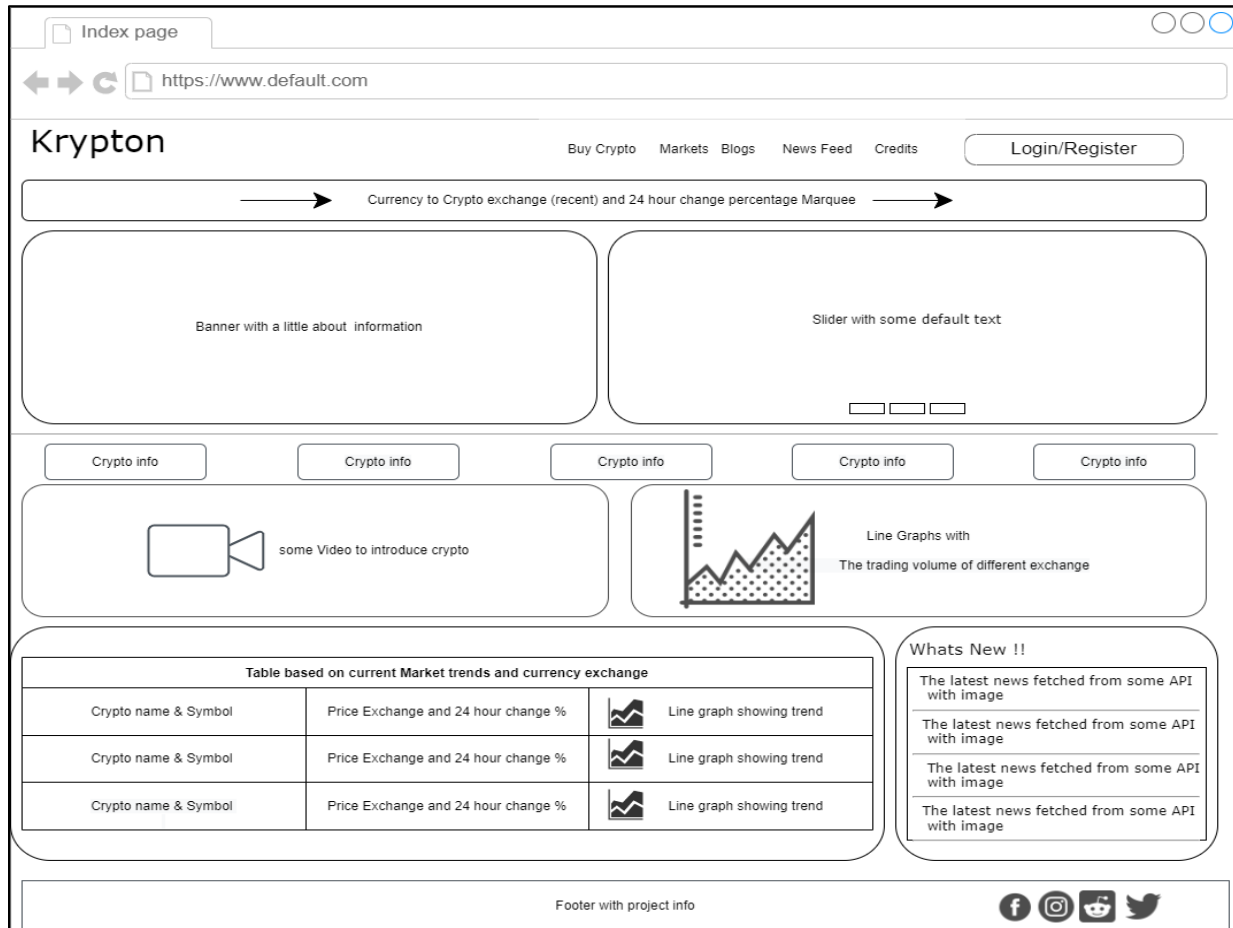 Index page
https://www.default.com
Krypton
Buy Crypto Markets Blogs News Feed Credits Login/Register
Currency to Crypto exchange (recent) and 24 hour change percentage Marquee
Banner with a little about information
Slider with some default text
Crypto info Crypto info Crypto info Crypto info Crypto info
some Video to introduce crypto
Line Graphs with
The trading volume of different exchange
Table based on current Market trends and currency exchange
Crypto name & Symbol Price Exchange and 24 hour change % Line graph showing trend
Crypto name & Symbol Price Exchange and 24 hour change % Line graph showing trend
Crypto name & Symbol Price Exchange and 24 hour change % Line graph showing trend
Whats New !!
The latest news fetched from some API
with image
The latest news fetched from some API
with image
The latest news fetched from some API
with image
The latest news fetched from some API
with image
Footer with project info